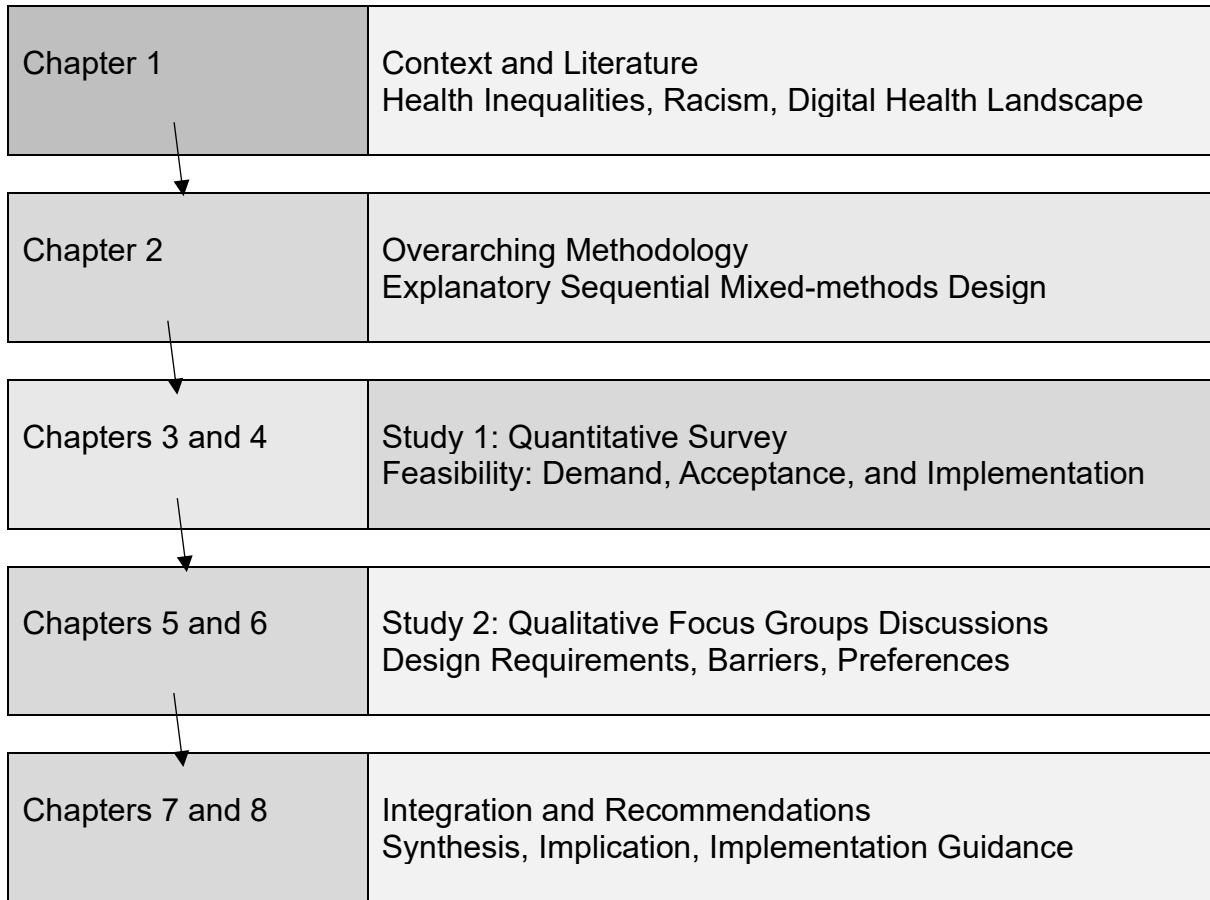 Chapter 1
Context and Literature
Health Inequalities, Racism, Digital Health Landscape
Chapter 2
Overarching Methodology
Explanatory Sequential Mixed-methods Design
Chapters 3 and 4
Study 1: Quantitative Survey
Feasibility: Demand, Acceptance, and Implementation
Chapters 5 and 6
Study 2: Qualitative Focus Groups Discussions
Design Requirements, Barriers, Preferences
Chapters 7 and 8
Integration and Recommendations
Synthesis, Implication, Implementation Guidance